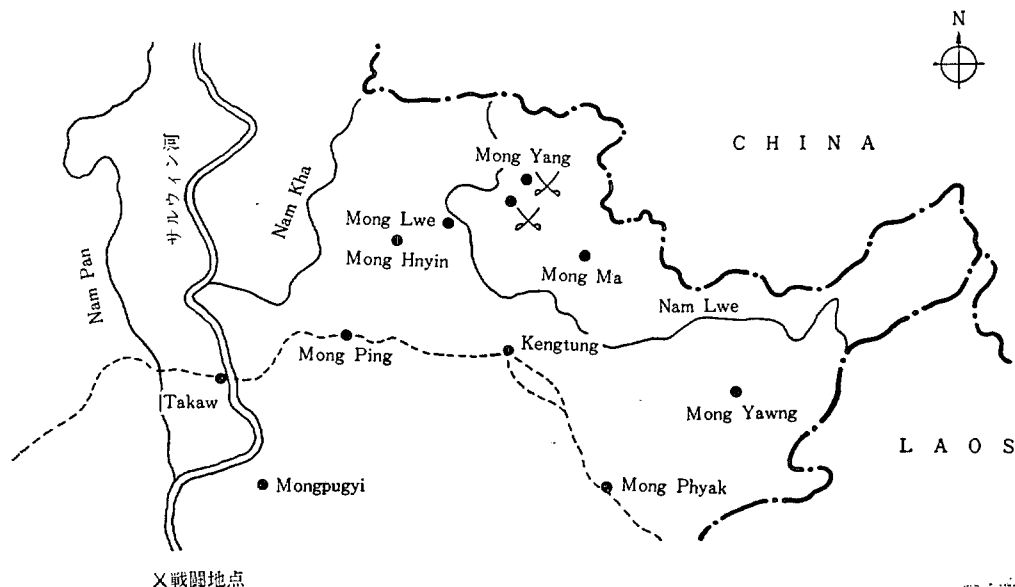 N
CHINA
Mong Yang
サルウィン河
Nam Kha
Mong Lwe
Mong Hnyin
Mong Ma
Nam Pan
Nam Lwe
Mong Ping
Kengtung
Takaw
Mong Yawng
LAOS
Mongpugyi
Mong Phyak
X戦闘地点